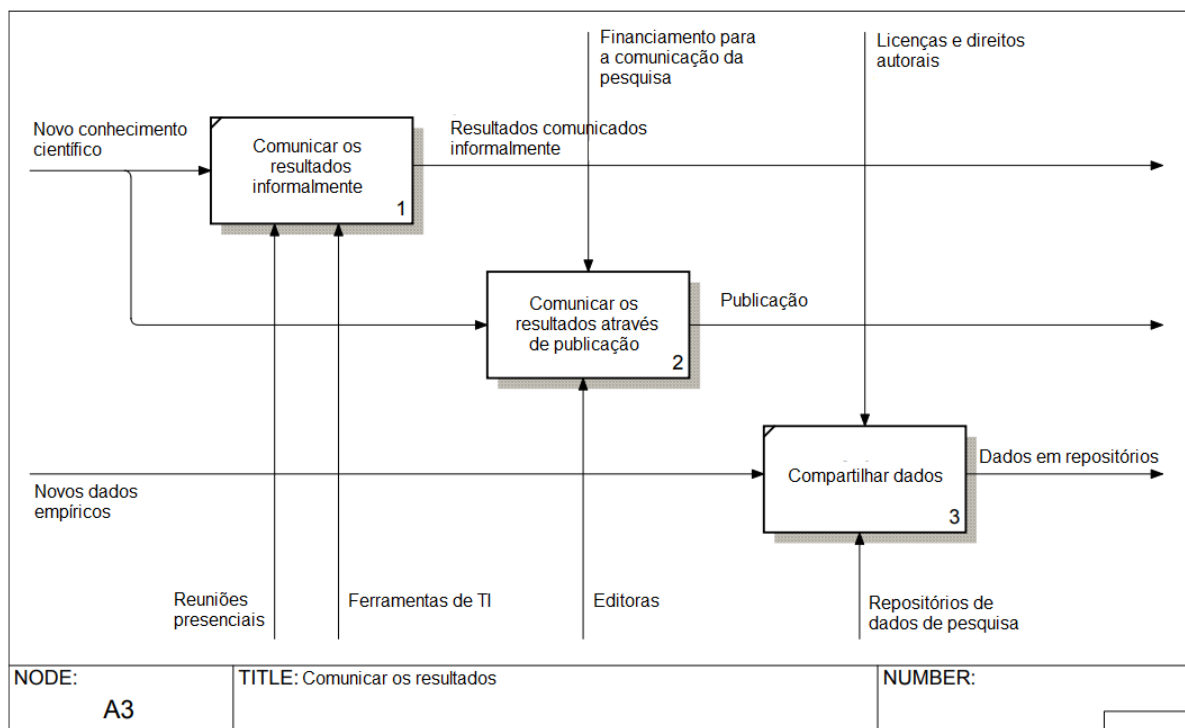 Financiamento para
a comunicação da
pesquisa
Licenças e direitos
autorais
Novo conhecimento
científico
Comunicar os
resultados
informalmente
1
Resultados comunicados
informalmente
Comunicar os
resultados através
de publicação
2
Publicação
Compartilhar dados
3
Dados em repositórios
Novos dados
empíricos
Reuniões
presenciais
Ferramentas de TI
Editoras
Repositórios de
dados de pesquisa
NODE:
A3
TITLE: Comunicar os resultados
NUMBER: